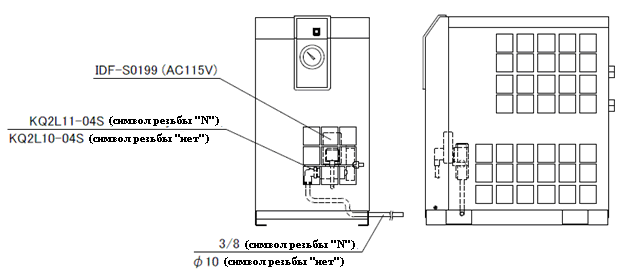 IDF-S0199 (AC115V)
KQ2L11-04S (символ резьбы "N")
KQ2L10-04S (символ резьбы "нет")
3/8 (символ резьбы "N")
φ10 (символ резьбы "нет")